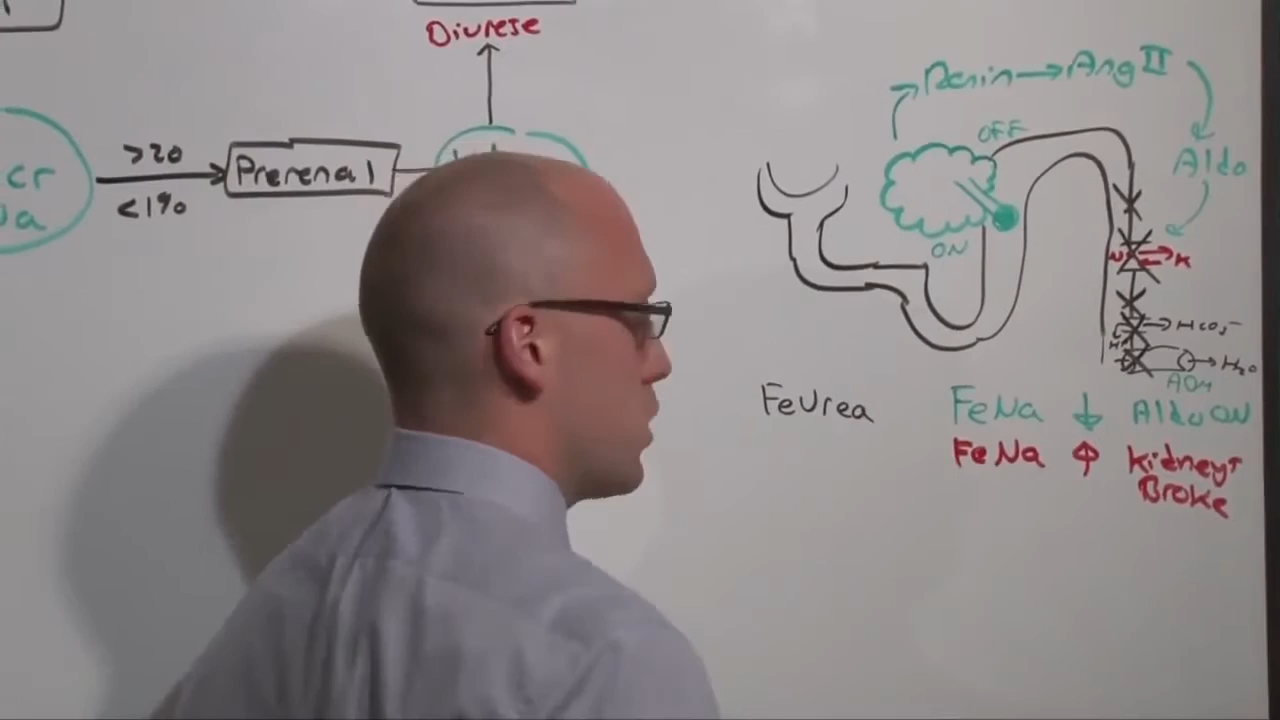 Diurese
>20
<1%
cr
Prerenal
Renin → Ang II
OFF
Aldo
ON
K
HCO₃⁻
H₂O
ADH
FeUrea
FeNa ↓ Aldo ON
FeNa ↑ Kidney
Broke